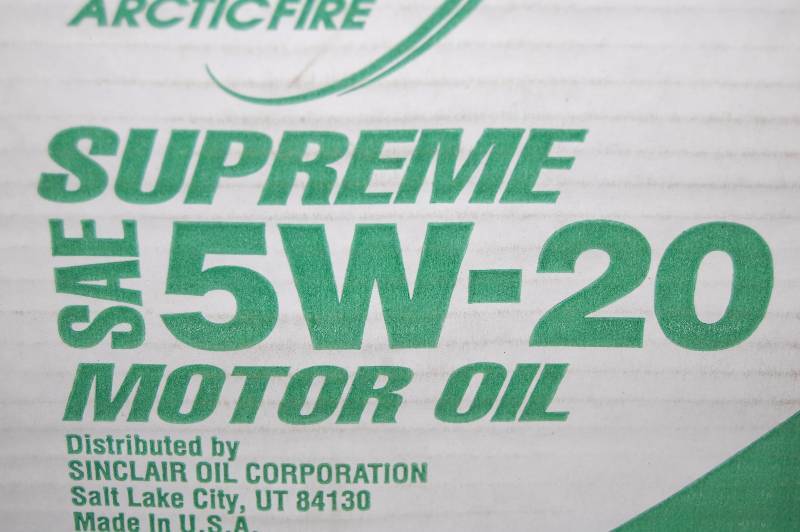 ARCTICFIRE
SUPREME
SAE 5W-20
MOTOR OIL
Distributed by
SINCLAIR OIL CORPORATION
Salt Lake City, UT 84130
Made In U.S.A.